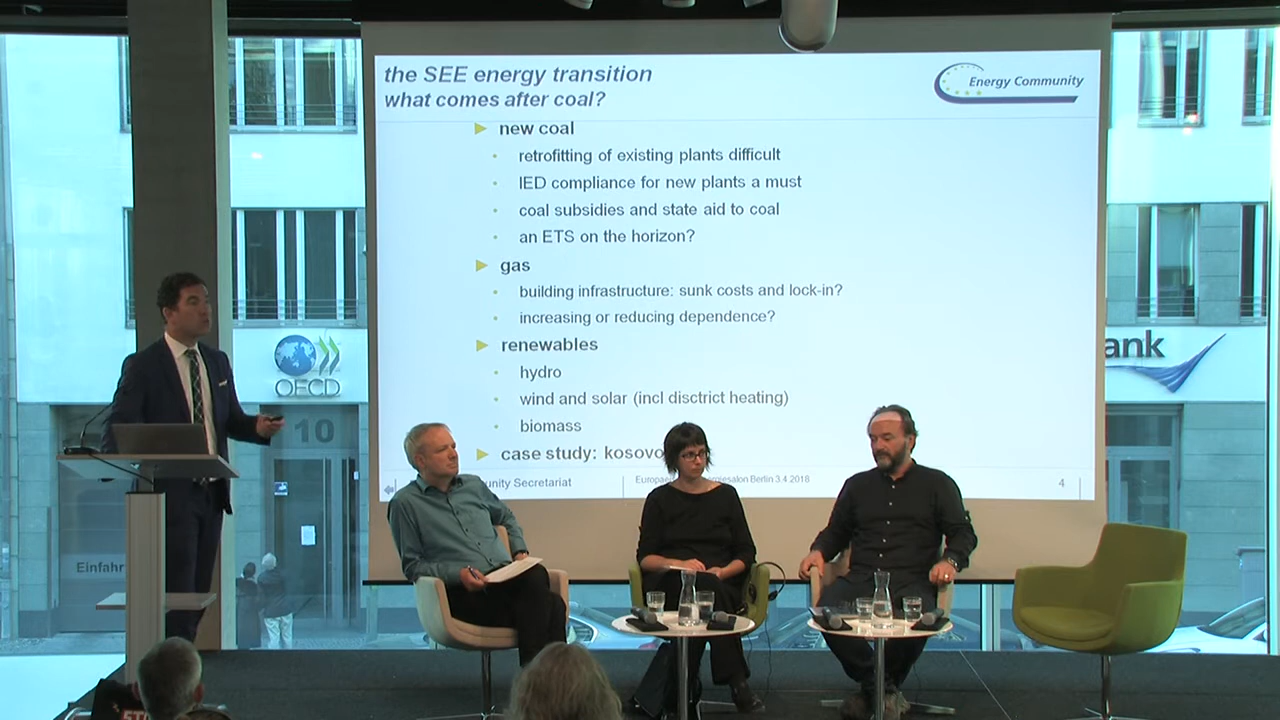 the SEE energy transition
what comes after coal?
Energy Community
new coal
retrofitting of existing plants difficult
IED compliance for new plants a must
coal subsidies and state aid to coal
an ETS on the horizon?
gas
building infrastructure: sunk costs and lock-in?
increasing or reducing dependence?
renewables
hydro
wind and solar (incl disctrict heating)
biomass
case study: kosovo
Secretariat
Berlin 3.4.2018
4
OECD
10
Einfahr
ank